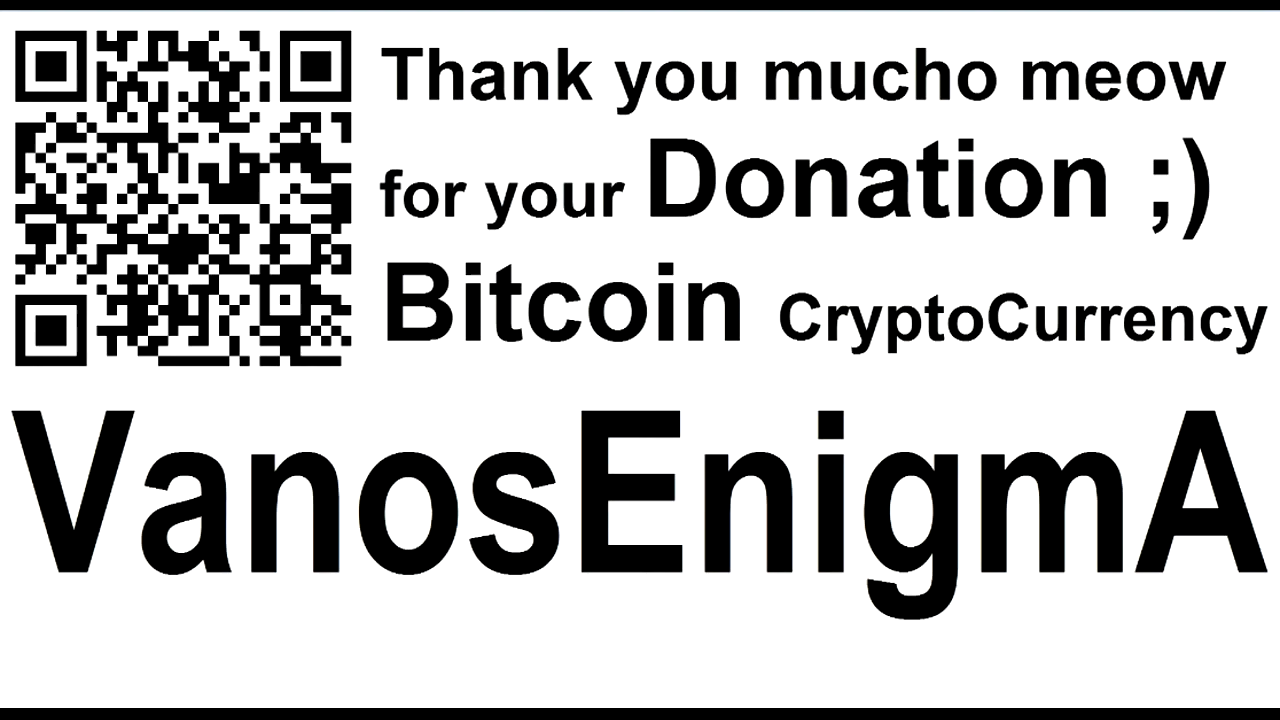 Thank you mucho meow
for your Donation ;)
Bitcoin CryptoCurrency
VanosEnigmA